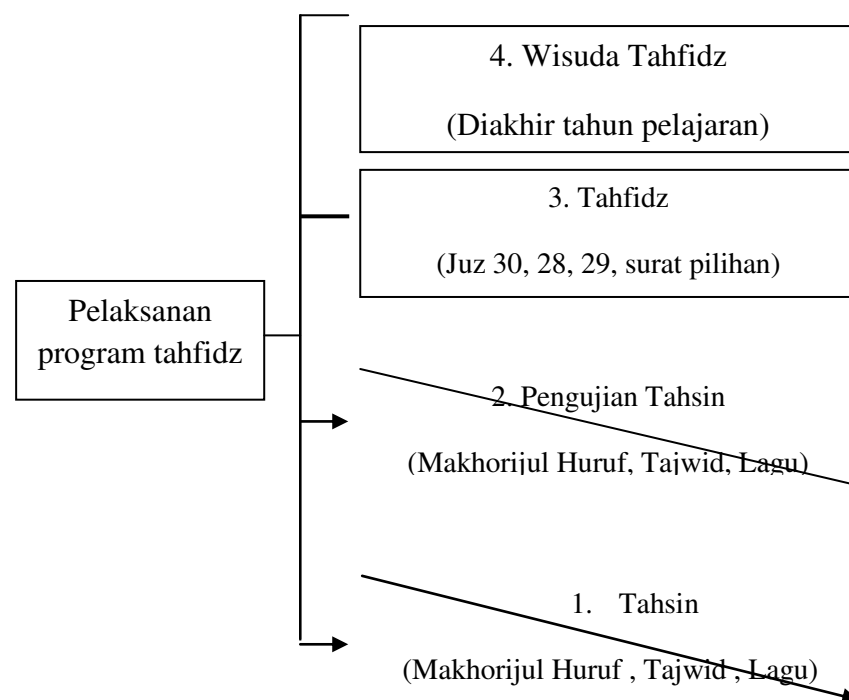 4. Wisuda Tahfidz
(Diakhir tahun pelajaran)
3. Tahfidz
(Juz 30, 28, 29, surat pilihan)
Pelaksanan
program tahfidz
2. Pengujian Tahsin
(Makhorijul Huruf, Tajwid, Lagu)
1. Tahsin
(Makhorijul Huruf , Tajwid , Lagu)